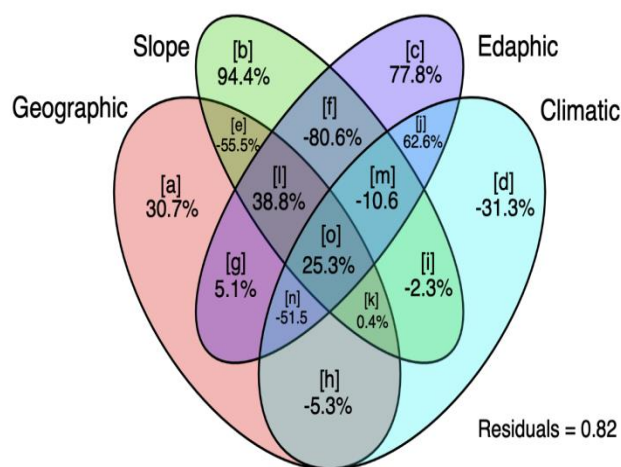 Slope
[b]
94.4%
[c]
77.8%
Edaphic
Geographic
[e]
-55.5%
[f]
-80.6%
[j]
62.6%
Climatic
[a]
30.7%
[l]
38.8%
[m]
-10.6
[d]
-31.3%
[o]
25.3%
[g]
5.1%
[n]
-51.5
[k]
0.4%
[i]
-2.3%
[h]
-5.3%
Residuals = 0.82